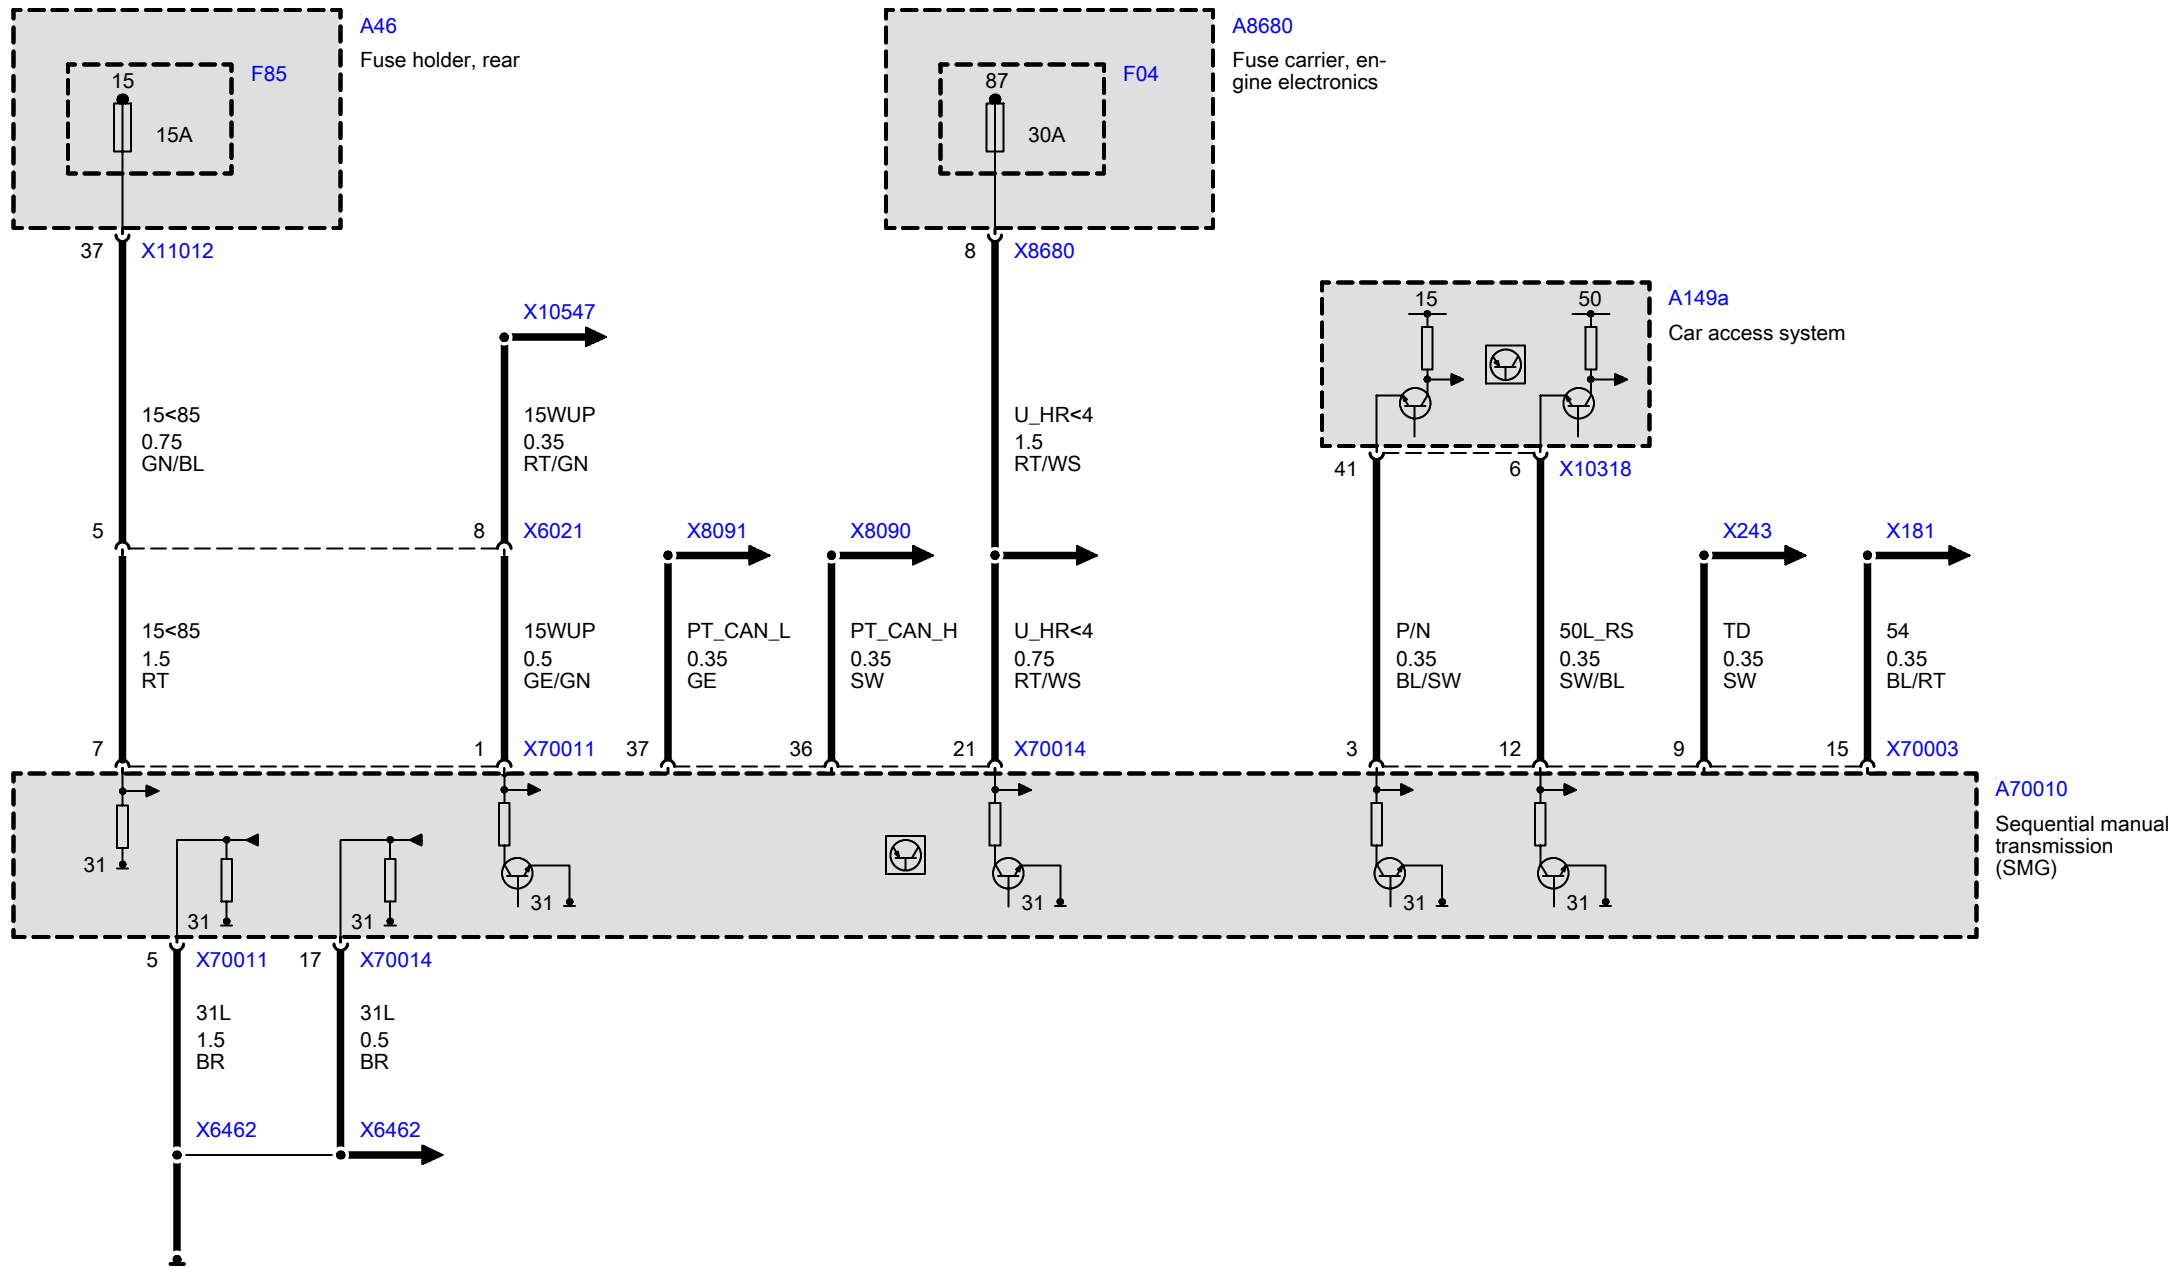 A46
Fuse holder, rear
F85
15
15A
A8680
Fuse carrier, en-
gine electronics
F04
87
30A
37 X11012
8 X8680
X10547
A149a
Car access system
15 50
15<85
0.75
GN/BL
15WUP
0.35
RT/GN
U_HR<4
1.5
RT/WS
41 6 X10318
5 8 X6021
X8091
X8090
X243
X181
15<85
1.5
RT
15WUP
0.5
GE/GN
PT_CAN_L
0.35
GE
PT_CAN_H
0.35
SW
U_HR<4
0.75
RT/WS
P/N
0.35
BL/SW
50L_RS
0.35
SW/BL
TD
0.35
SW
54
0.35
BL/RT
7 1 X70011 37 36 21 X70014 3 12 9 15 X70003
A70010
Sequential manual
transmission
(SMG)
31
31
31
31
31
31
31
5 X70011 17 X70014
31L
1.5
BR
31L
0.5
BR
X6462
X6462